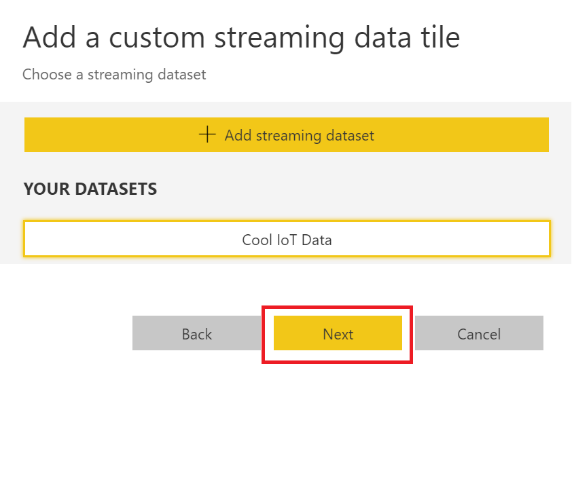 Add a custom streaming data tile
Choose a streaming dataset
Add streaming dataset
YOUR DATASETS
Cool IoT Data
Back
Next
Cancel